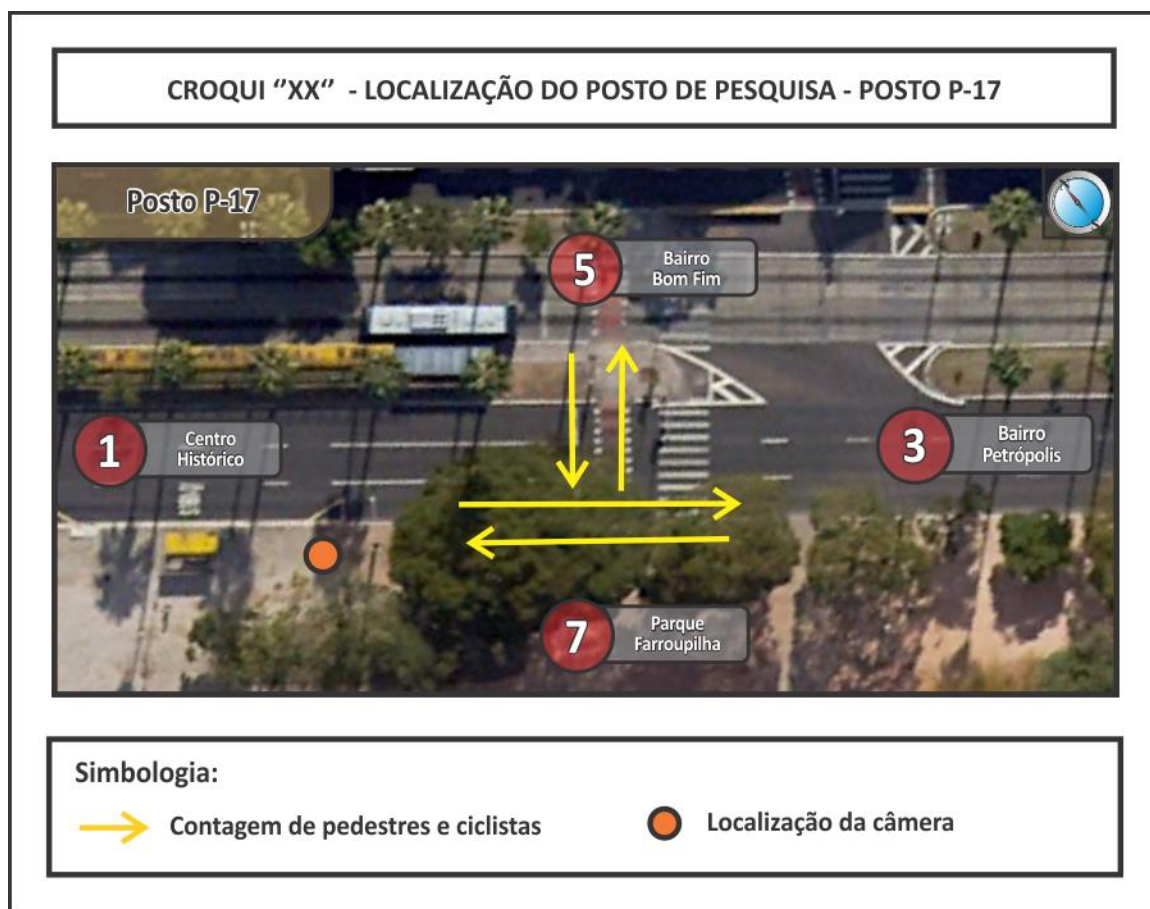 CROQUI “XX“ - LOCALIZAÇÃO DO POSTO DE PESQUISA - POSTO P-17
Posto P-17
5
Bairro
Bom Fim
1
Centro
Histórico
3
Bairro
Petrópolis
7
Parque
Farroupilha
Simbologia:
Contagem de pedestres e ciclistas
Localização da câmera